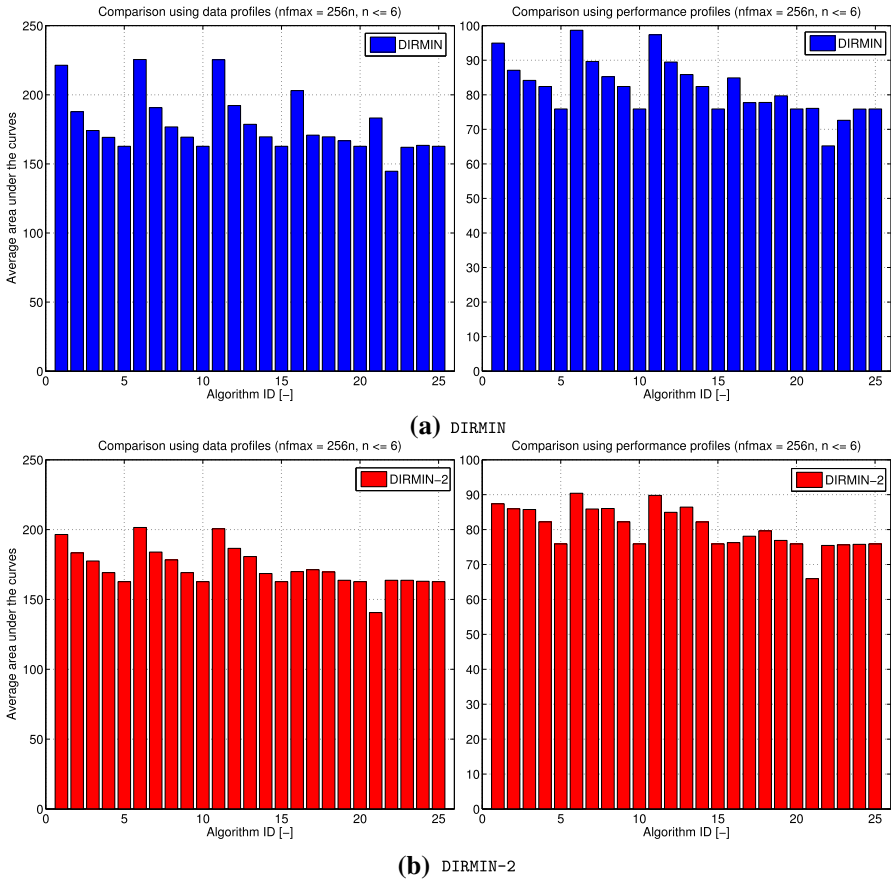 Comparison using data profiles (nfmax = 256n, n <= 6)
Average area under the curves
250
200
150
100
50
0
DIRMIN
0 5 10 15 20 25
Algorithm ID [−]
Comparison using performance profiles (nfmax = 256n, n <= 6)
100
90
80
70
60
50
40
30
20
10
0
DIRMIN
0 5 10 15 20 25
Algorithm ID [−]
(a) DIRMIN
Comparison using data profiles (nfmax = 256n, n <= 6)
Average area under the curves
250
200
150
100
50
0
DIRMIN−2
0 5 10 15 20 25
Algorithm ID [−]
Comparison using performance profiles (nfmax = 256n, n <= 6)
100
90
80
70
60
50
40
30
20
10
0
DIRMIN−2
0 5 10 15 20 25
Algorithm ID [−]
(b) DIRMIN-2